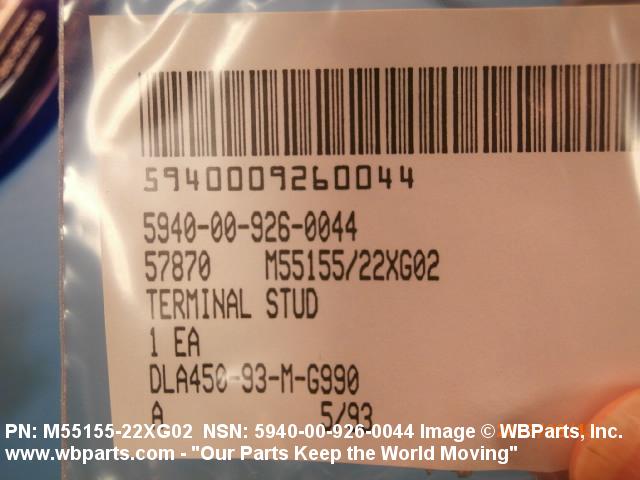 5940009260044
5940-00-926-0044
57870 M55155/22XG02
TERMINAL STUD
1 EA
DLA450-93-M-G990
A 5/93
PN: M55155-22XG02 NSN: 5940-00-926-0044 Image © WBParts, Inc.
www.wbparts.com - "Our Parts Keep the World Moving"